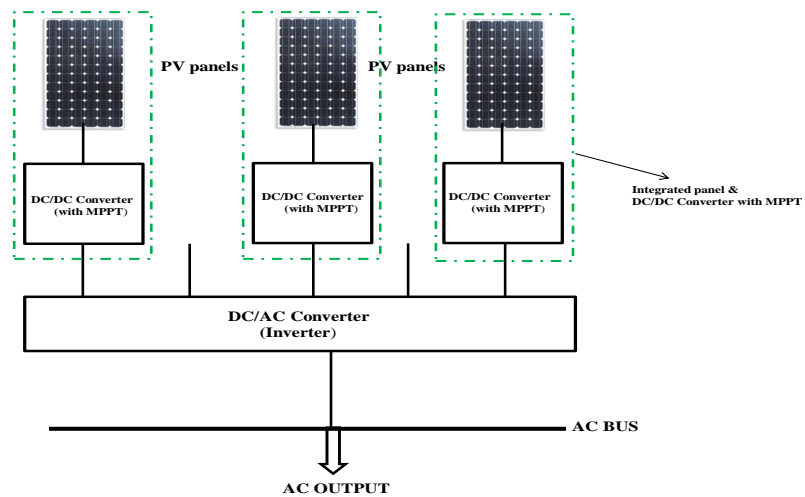 PV panels
PV panels
DC/DC Converter
(with MPPT)
DC/DC Converter
(with MPPT)
DC/DC Converter
(with MPPT)
Integrated panel &
DC/DC Converter with MPPT
DC/AC Converter
(Inverter)
AC BUS
AC OUTPUT